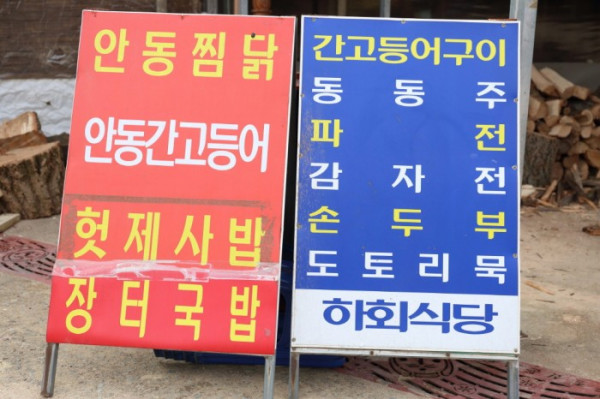 안동찜닭
안동간고등어
헛제사밥
장터국밥
간고등어구이
동동주
파전
감자전
손두부
도토리묵
하회식당